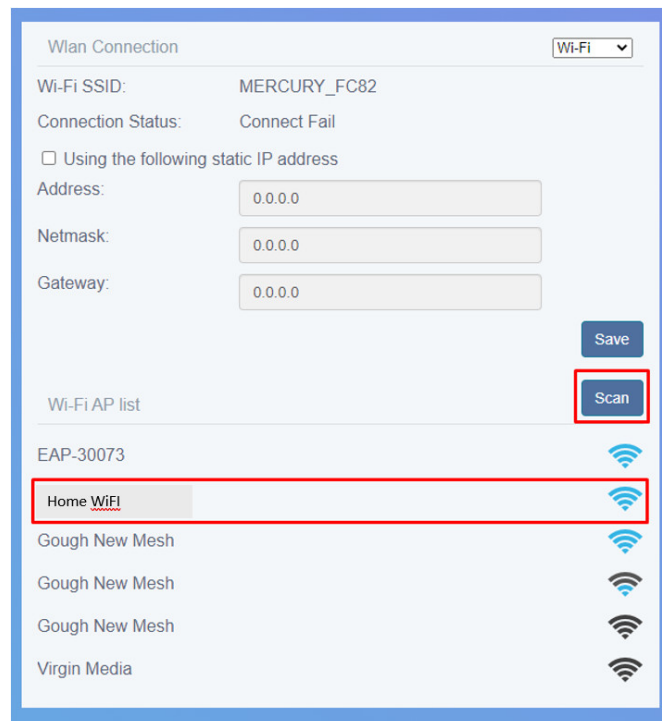 Wlan Connection Wi-Fi
Wi-Fi SSID: MERCURY_FC82
Connection Status: Connect Fail
Using the following static IP address
Address: 0.0.0.0
Netmask: 0.0.0.0
Gateway: 0.0.0.0
Save
Wi-Fi AP list Scan
EAP-30073
Home WiFI
Gough New Mesh
Gough New Mesh
Gough New Mesh
Virgin Media